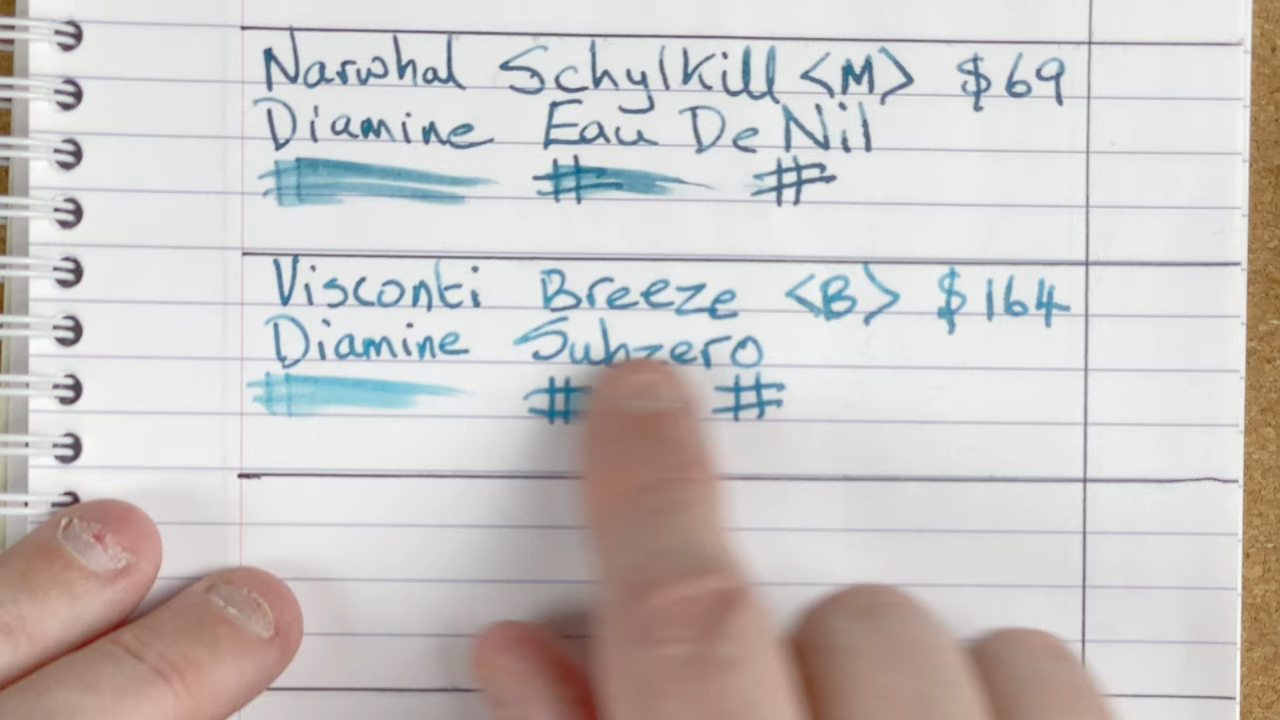 Narwhal Schylkill <M> $69
Diamine Eau De Nil
# #
Visconti Breeze <B> $164
Diamine Subzero
# #